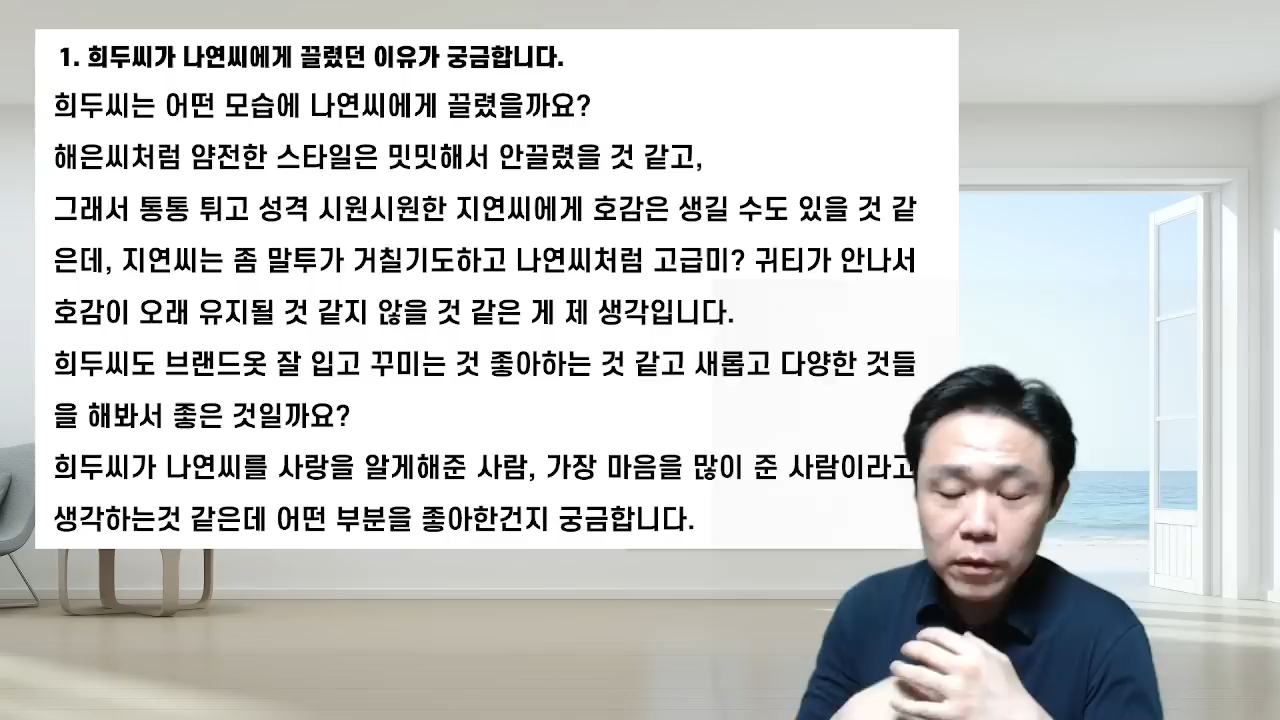 1. 희두씨가 나연씨에게 끌렸던 이유가 궁금합니다.
희두씨는 어떤 모습에 나연씨에게 끌렸을까요?
해은씨처럼 얌전한 스타일은 밋밋해서 안끌렸을 것 같고,
그래서 통통 튀고 성격 시원시원한 지연씨에게 호감은 생길 수도 있을 것 같
은데, 지연씨는 좀 말투가 거칠기도하고 나연씨처럼 고급미? 귀티가 안나서
호감이 오래 유지될 것 같지 않을 것 같은 게 제 생각입니다.
희두씨도 브랜드옷 잘 입고 꾸미는 것 좋아하는 것 같고 새롭고 다양한 것들
을 해봐서 좋은 것일까요?
희두씨가 나연씨를 사랑을 알게해준 사람, 가장 마음을 많이 준 사람이라고
생각하는것 같은데 어떤 부분을 좋아한건지 궁금합니다.